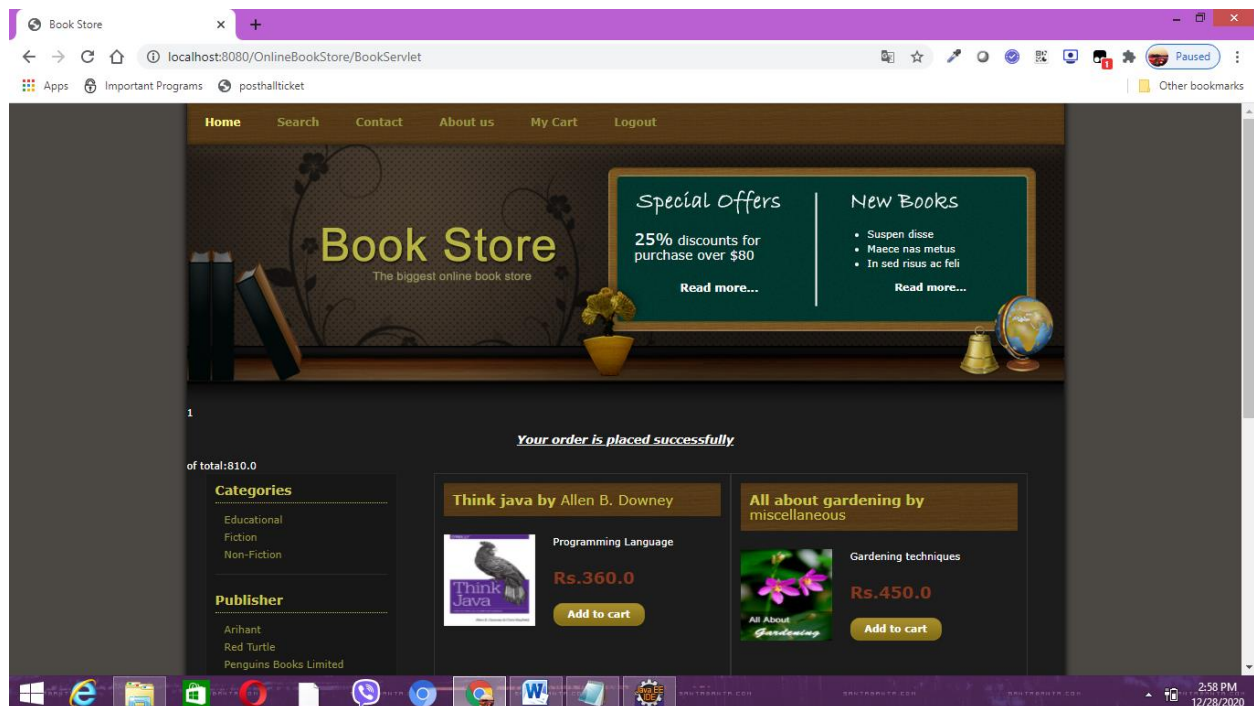 Book Store
localhost:8080/OnlineBookStore/BookServlet
1
Paused
Apps
Important Programs
posthallticket
Other bookmarks
Home Search Contact About us My Cart Logout
Book Store
The biggest online book store
Special Offers
25% discounts for
purchase over $80
Read more...
New Books
Suspen disse
Maece nas metus
In sed risus ac feli
Read more...
1
Your order is placed successfully
of total:810.0
Categories
Educational
Fiction
Non-Fiction
Publisher
Arihant
Red Turtle
Penguins Books Limited
Think java by Allen B. Downey
Think
Java
Programming Language
Rs.360.0
Add to cart
All about gardening by
miscellaneous
All About
Gardening
Gardening techniques
Rs.450.0
Add to cart
Java EE
IDE
2:58 PM
12/28/2020